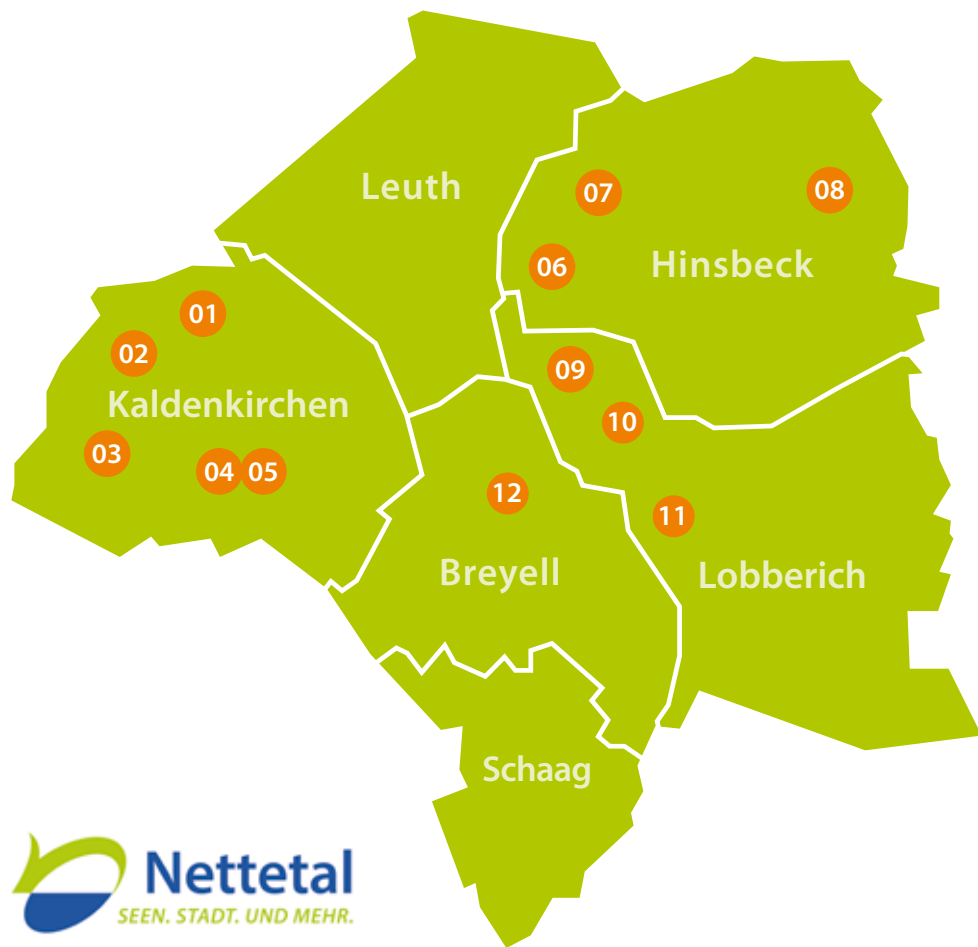 Leuth
07
08
06
Hinsbeck
01
02
09
Kaldenkirchen
10
03
04 05
12
11
Breyell
Lobberich
Schaag
Nettetal
SEEN. STADT. UND MEHR.